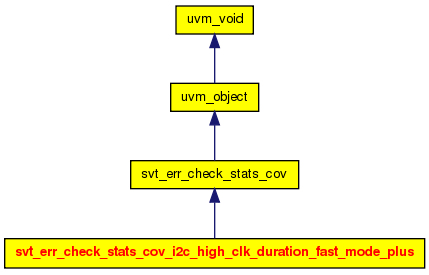 uvm_void
uvm_object
svt_err_check_stats_cov
svt_err_check_stats_cov_i2c_high_clk_duration_fast_mode_plus